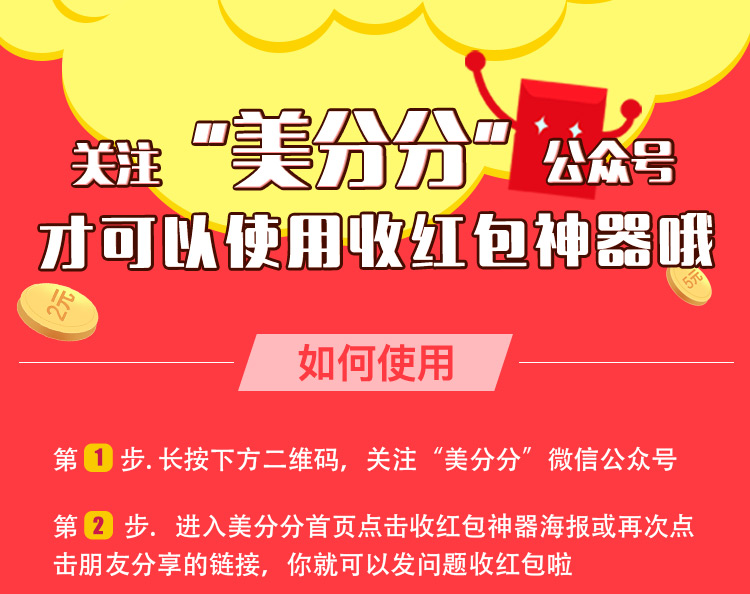 关注“美分分”公众号
才可以使用收红包神器哦
2元
5元
如何使用
第1步. 长按下方二维码，关注“美分分”微信公众号
第2步. 进入美分分首页点击收红包神器海报或再次点
击朋友分享的链接，你就可以发问题收红包啦